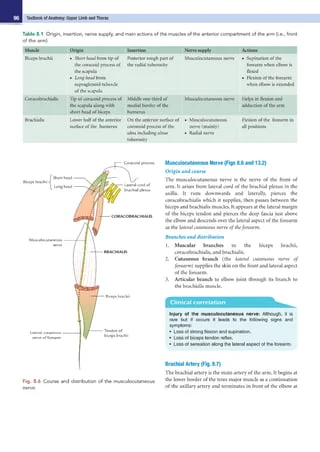 96 Textbook of Anatomy: Upper Limb and Thorax
Table 8.1 Origin, insertion, nerve supply, and main actions of the muscles of the anterior compartment of the arm (i.e., front
of the arm)
Muscle Origin Insertion Nerve supply Actions
Biceps brachii • Short head from tip of the coracoid process of the scapula • Long head from supraglenoid tubercle of the scapula Posterior rough part of the radial tuberosity Musculocutaneous nerve • Supination of the forearm when elbow is flexed • Flexion of forearm when elbow is extended
Coracobrachialis Tip of coracoid process of the scapula along with short head of biceps Middle one-third of medial border of the humerus Musculocutaneous nerve Helps in flexion and adduction of the arm
Brachialis Lower half of the anterior surface of the humerus On the anterior surface of coronoid process of the ulna including ulnar tuberosity • Musculocutaneous nerve (mainly) • Radial nerve Flexion of the forearm in all positions
Coracoid process
Biceps brachii
Short head
Long head
Lateral cord of
brachial plexus
CORACOBRACHIALIS
Musculocutaneous
nerve
BRACHIALIS
Biceps brachii
Lateral cutaneous
nerve of forearm
Tendon of
biceps brachii
Fig. 8.6 Course and distribution of the musculocutaneous
nerve.
Musculocutaneous Nerve (Figs 8.6 and 13.2)
Origin and course
The musculocutaneous nerve is the nerve of the front of
arm. It arises from lateral cord of the brachial plexus in the
axilla. It runs downwards and laterally, pierces the
coracobrachialis which it supplies, then passes between the
biceps and brachialis muscles. It appears at the lateral margin
of the biceps tendon and pierces the deep fascia just above
the elbow and descends over the lateral aspect of the forearm
as the lateral cutaneous nerve of the forearm.
Branches and distribution
1. Muscular branches to the biceps brachii,
coracobrachialis, and brachialis.
2. Cutaneous branch (the lateral cutaneous nerve of
forearm) supplies the skin on the front and lateral aspect
of the forearm.
3. Articular branch to elbow joint through its branch to
the brachialis muscle.
Clinical correlation
Injury of the musculocutaneous nerve: Although, it is
rare but if occurs it leads to the following signs and
symptoms:
• Loss of strong flexion and supination.
• Loss of biceps tendon reflex.
• Loss of sensation along the lateral aspect of the forearm.
Brachial Artery (Fig. 8.7)
The brachial artery is the main artery of the arm. It begins at
the lower border of the teres major muscle as a continuation
of the axillary artery and terminates in front of the elbow at